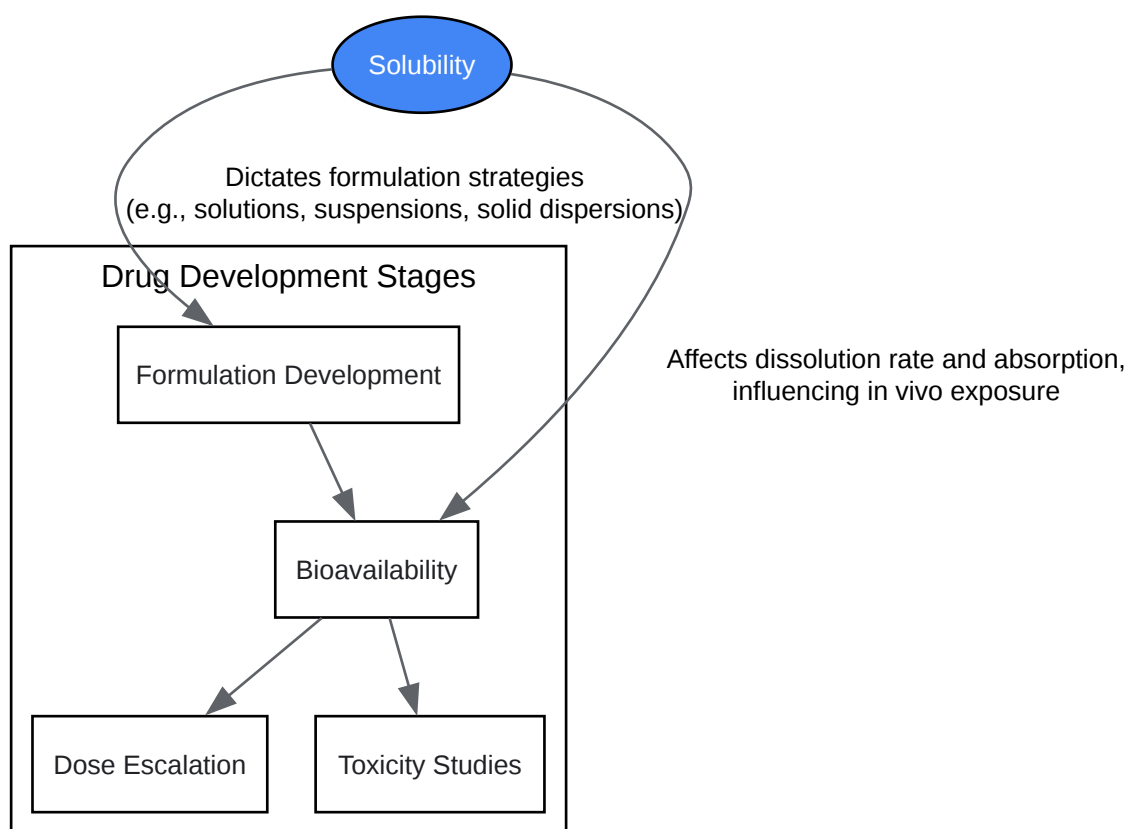 Solubility
Dictates formulation strategies
(e.g., solutions, suspensions, solid dispersions)
Drug Development Stages
Formulation Development
Affects dissolution rate and absorption,
influencing in vivo exposure
Bioavailability
Dose Escalation
Toxicity Studies